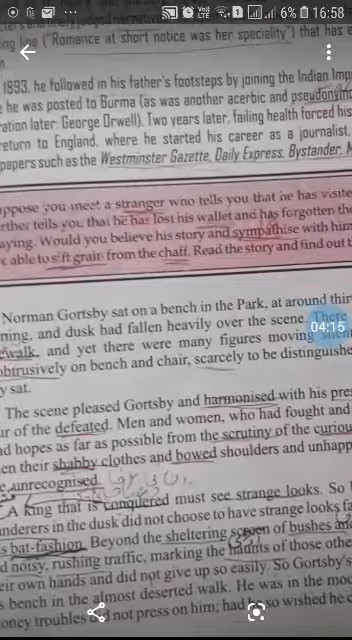 6% 16:58
ing line ("Romance at short notice was her speciality") that has e
1893, he followed in his father's footsteps by joining the Indian Imp
he was posted to Burma (as was another acerbic and pseudonymo
ation later: George Orwell). Two years later, failing health forced his
return to England, where he started his career as a journalist,
papers such as the Westminster Gazette, Daily Express, Bystander, M
ppose you meet a stranger who tells you that he has visite
rther tells you that he has lost his wallet and has forgotten the
aying. Would you believe his story and sympathise with him
e able to sift grain from the chaff. Read the story and find out t
Norman Gortsby sat on a bench in the Park, at around thir
ning, and dusk had fallen heavily over the scene. There
04:15
ewalk, and yet there were many figures moving
obtrusively on bench and chair, scarcely to be distinguishe
y sat.
The scene pleased Gortsby and harmonised with his pres
ur of the defeated. Men and women, who had fought and
ad hopes as far as possible from the scrutiny of the curiou
en their shabby clothes and bowed shoulders and unhapp
e, unrecognised.
A king that is conquered must see strange looks. So
anderers in the dusk did not choose to have strange looks fa
s bat-fashion. Beyond the sheltering screen of bushes and
d noisy, rushing traffic, marking the haunts of those othe
eir own hands and did not give up so easily. So Gortsby's
s bench in the almost deserted walk. He was in the moo
oney troubles did not press on him; had he so wished he c